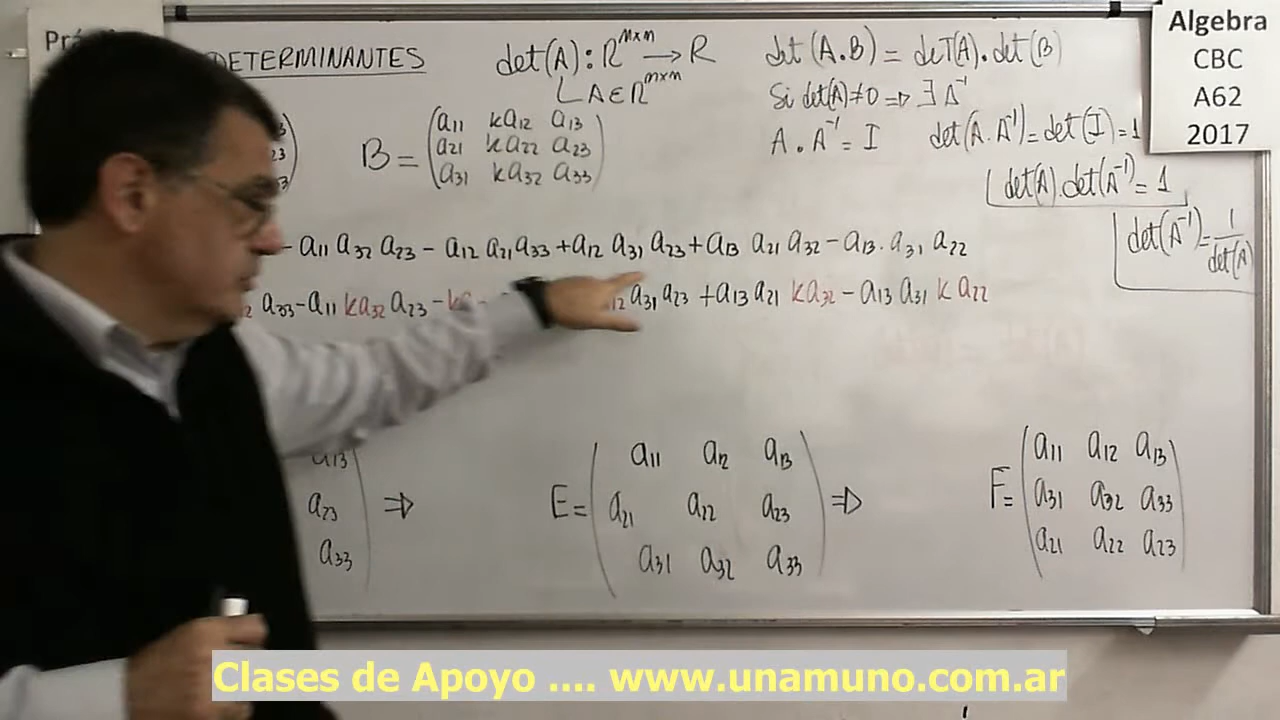 DETERMINANTES
det(A): ℝⁿˣⁿ → R
A ∈ ℝⁿˣⁿ
det(A.B) = deT(A).det(B)
Si det(A) ≠ 0 ⇒ ∃ A⁻¹
A . A⁻¹ = I
det(A. A⁻¹) = det(I) = 1
det(A).det(A⁻¹) = 1
det(A⁻¹) = 1/det(A)
Algebra
CBC
A62
2017
B =
a11 ka12 a13
a21 ka22 a23
a31 ka32 a33
- a11 a32 a23 - a12 a21 a33 + a12 a31 a23 + a13 a21 a32 - a13 . a31 a22
a33 - a11 ka32 a23 - a31 a23 + a13 a21 ka32 - a13 a31 k a22
a13
a23 ⇒
a33
E =
a11 a12 a13
a21 a22 a23 ⇒
a31 a32 a33
F =
a11 a12 a13
a31 a32 a33
a21 a22 a23
Clases de Apoyo .... www.unamuno.com.ar